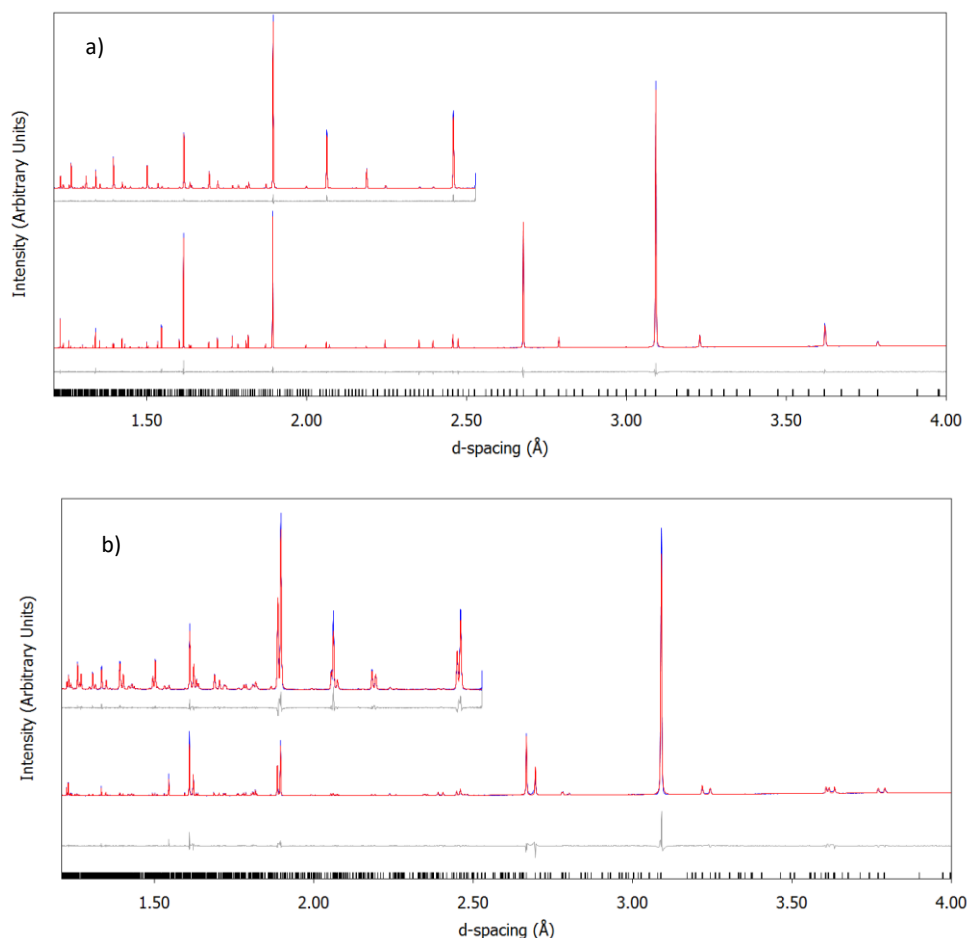 a)
Intensity (Arbitrary Units)
1.50 2.00 2.50 3.00 3.50 4.00
d-spacing (Å)
b)
Intensity (Arbitrary Units)
1.50 2.00 2.50 3.00 3.50 4.00
d-spacing (Å)